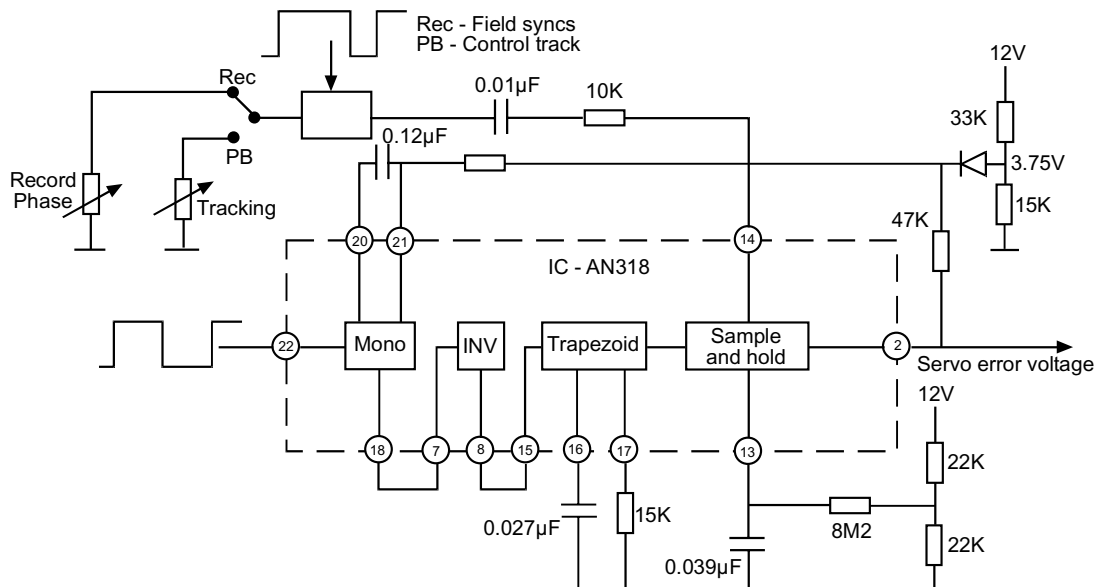 Rec - Field syncs
PB - Control track
12V
Rec
0.01µF
10K
33K
0.12µF
PB
3.75V
Record
Phase
Tracking
15K
47K
20
21
14
IC - AN318
22
Mono
INV
Trapezoid
Sample
and hold
2
Servo error voltage
12V
18
7
8
15
16
17
13
22K
15K
0.027µF
8M2
0.039µF
22K